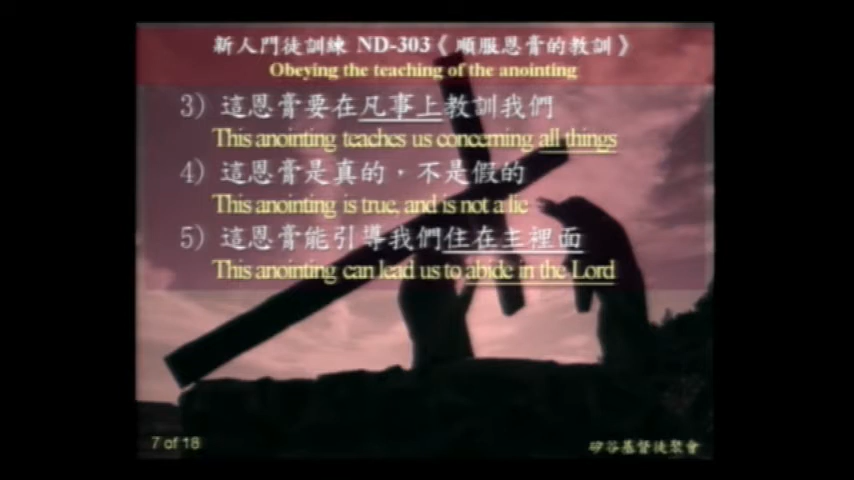 新人門徒訓練 ND-303《順服恩膏的教訓》
Obeying the teaching of the anointing
3) 這恩膏要在凡事上教訓我們
This anointing teaches us concerning all things
4) 這恩膏是真的，不是假的
This anointing is true, and is not a lie
5) 這恩膏能引導我們住在主裡面
This anointing can lead us to abide in the Lord
7 of 18
矽谷基督徒聚會